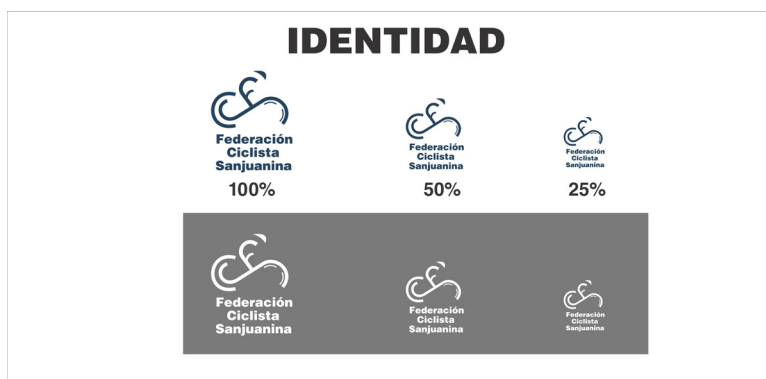 IDENTIDAD
Federación
Ciclista
Sanjuanina
100%
Federación
Ciclista
Sanjuanina
50%
Federación
Ciclista
Sanjuanina
25%
Federación
Ciclista
Sanjuanina
Federación
Ciclista
Sanjuanina
Federación
Ciclista
Sanjuanina